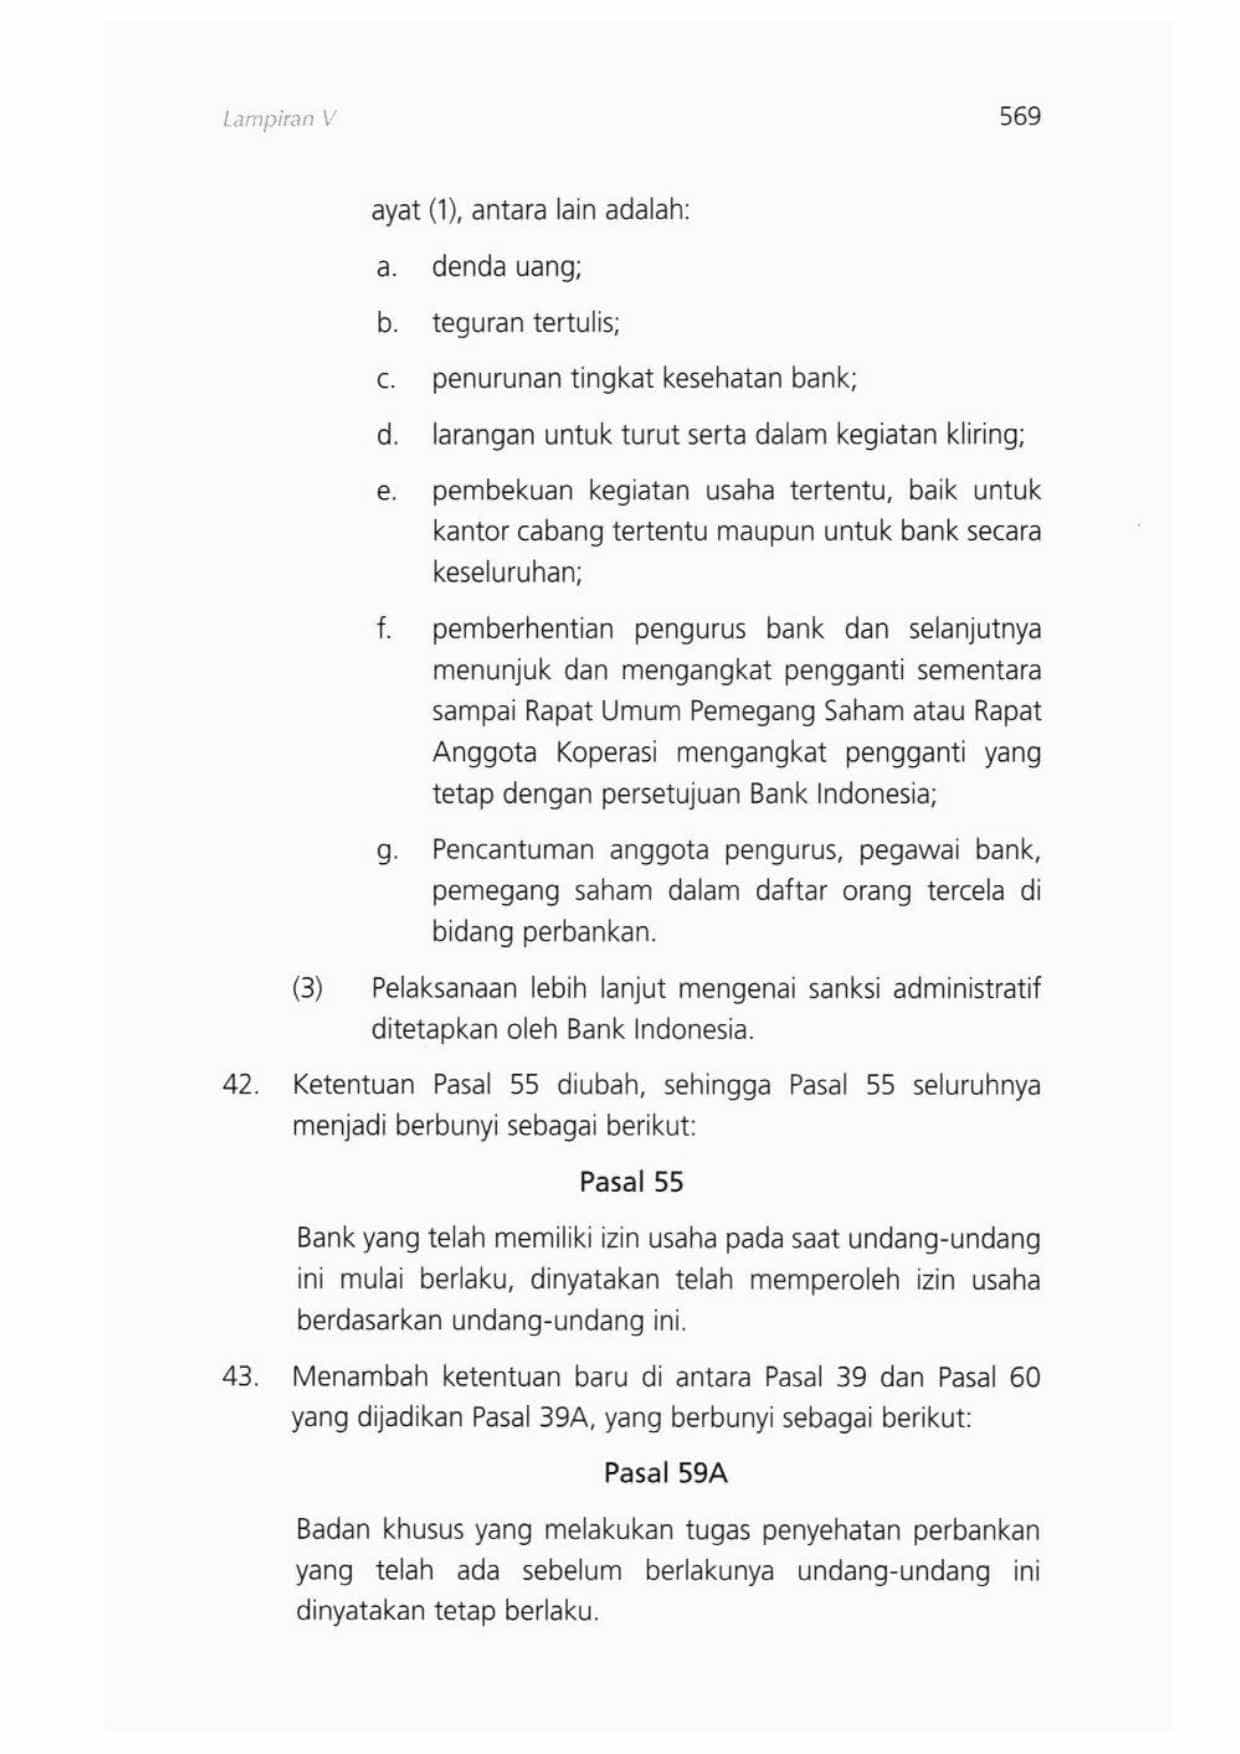 Lampiran V
569
ayat (1), antara lain adalah:
a. denda uang;
b. teguran tertulis;
c. penurunan tingkat kesehatan bank;
d. larangan untuk turut serta dalam kegiatan kliring;
e. pembekuan kegiatan usaha tertentu, baik untuk
kantor cabang tertentu maupun untuk bank secara
keseluruhan;
f. pemberhentian pengurus bank dan selanjutnya
menunjuk dan mengangkat pengganti sementara
sampai Rapat Umum Pemegang Saham atau Rapat
Anggota Koperasi mengangkat pengganti yang
tetap dengan persetujuan Bank Indonesia;
g. Pencantuman anggota pengurus, pegawai bank,
pemegang saham dalam daftar orang tercela di
bidang perbankan.
(3) Pelaksanaan lebih lanjut mengenai sanksi administratif
ditetapkan oleh Bank Indonesia.
42. Ketentuan Pasal 55 diubah, sehingga Pasal 55 seluruhnya
menjadi berbunyi sebagai berikut:
Pasal 55
Bank yang telah memiliki izin usaha pada saat undang-undang
ini mulai berlaku, dinyatakan telah memperoleh izin usaha
berdasarkan undang-undang ini.
43. Menambah ketentuan baru di antara Pasal 39 dan Pasal 60
yang dijadikan Pasal 39A, yang berbunyi sebagai berikut:
Pasal 59A
Badan khusus yang melakukan tugas penyehatan perbankan
yang telah ada sebelum berlakunya undang-undang ini
dinyatakan tetap berlaku.